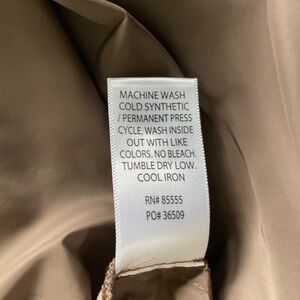 MACHINE WASH
COLD SYNTHETIC
/ PERMANENT PRESS
CYCLE, WASH INSIDE
OUT WITH LIKE
COLORS. NO BLEACH.
TUMBLE DRY LOW.
COOL IRON
RN# 85555
PO# 36509